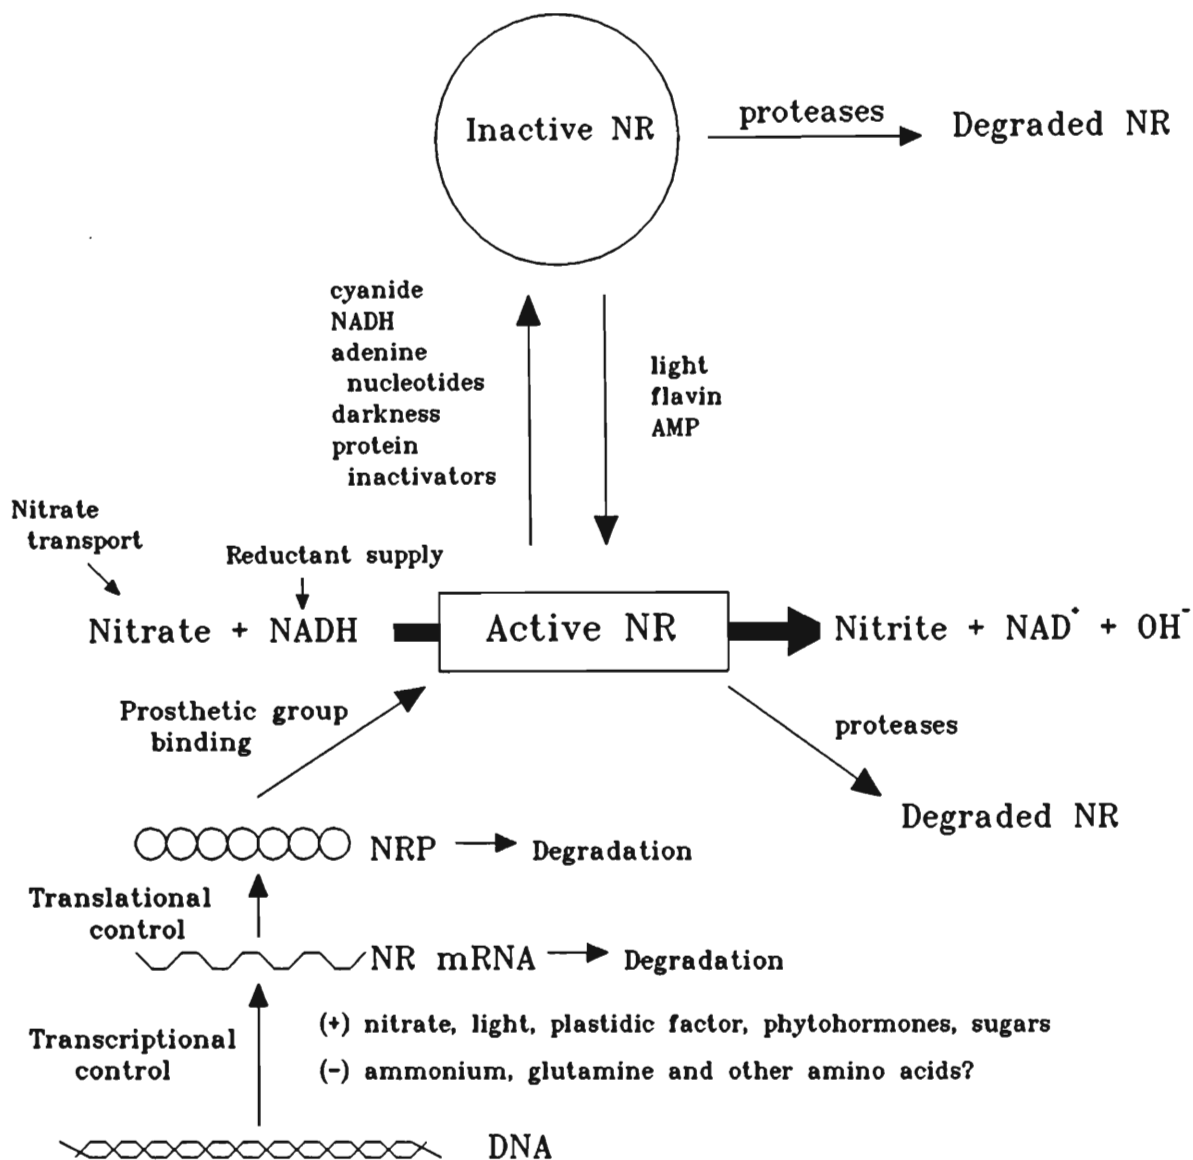 Inactive NR
proteases
Degraded NR
cyanide
NADH
adenine
nucleotides
darkness
protein
inactivators
light
flavin
AMP
Nitrate
transport
Reductant supply
Nitrate + NADH
Active NR
Nitrite + NAD⁺ + OH⁻
Prosthetic group
binding
proteases
Degraded NR
NRP
Degradation
Translational
control
NR mRNA
Degradation
Transcriptional
control
(+) nitrate, light, plastidic factor, phytohormones, sugars
(-) ammonium, glutamine and other amino acids?
DNA